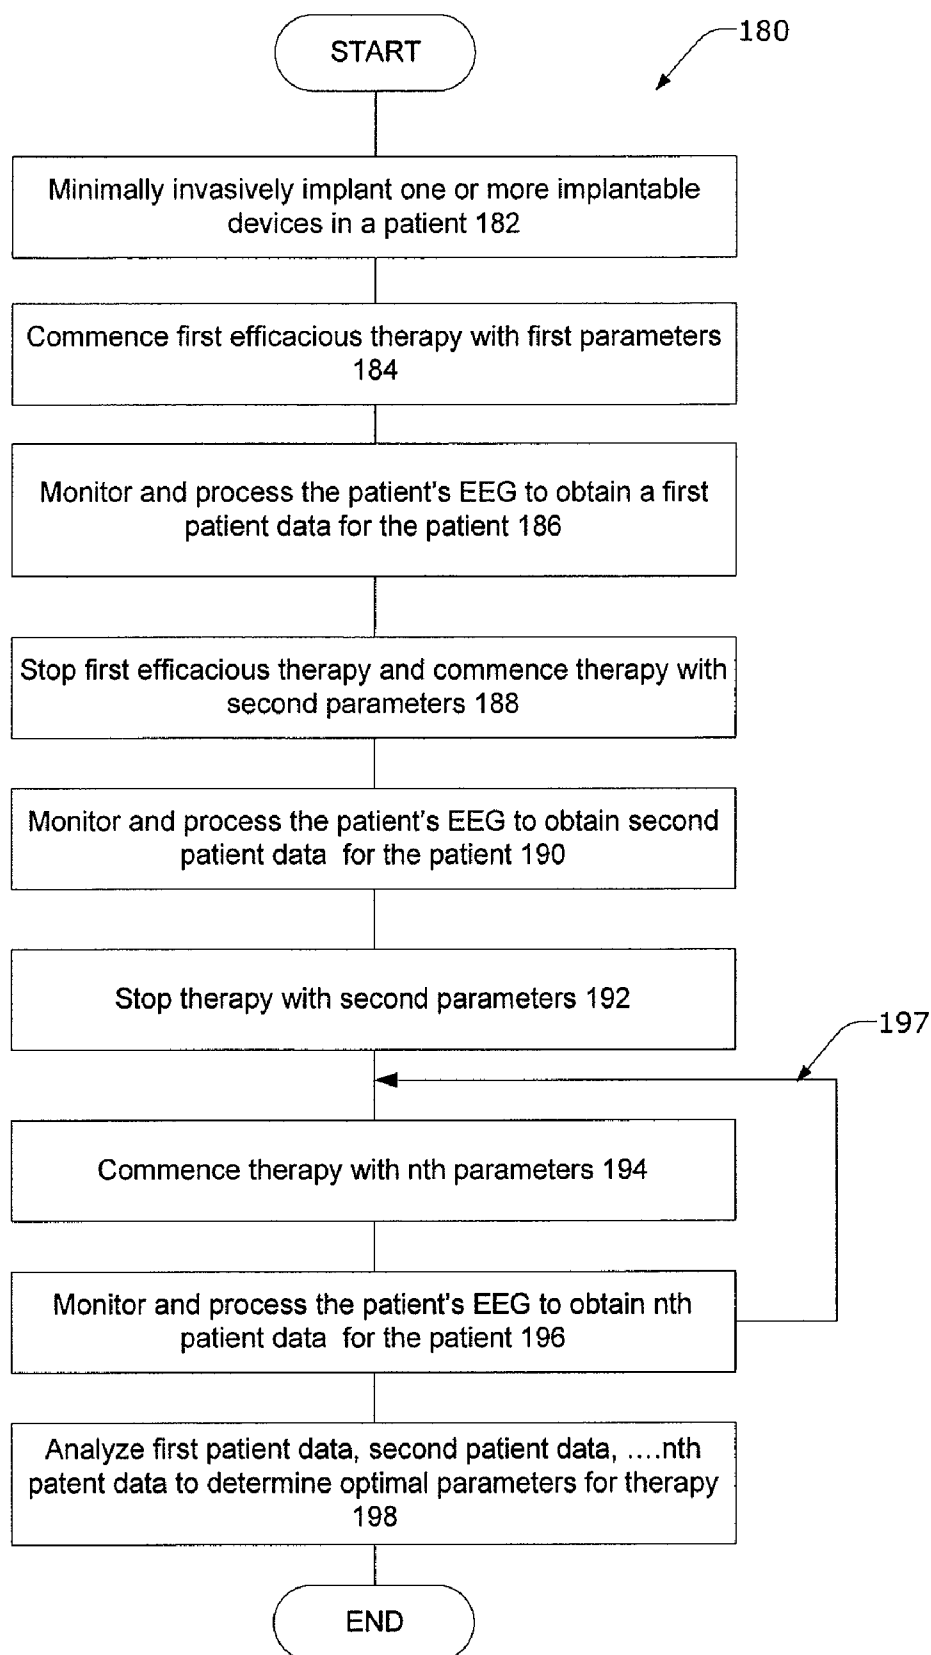 START
180
Minimally invasively implant one or more implantable
devices in a patient 182
Commence first efficacious therapy with first parameters
184
Monitor and process the patient's EEG to obtain a first
patient data for the patient 186
Stop first efficacious therapy and commence therapy with
second parameters 188
Monitor and process the patient's EEG to obtain second
patient data for the patient 190
Stop therapy with second parameters 192
197
Commence therapy with nth parameters 194
Monitor and process the patient's EEG to obtain nth
patient data for the patient 196
Analyze first patient data, second patient data, ....nth
patent data to determine optimal parameters for therapy
198
END